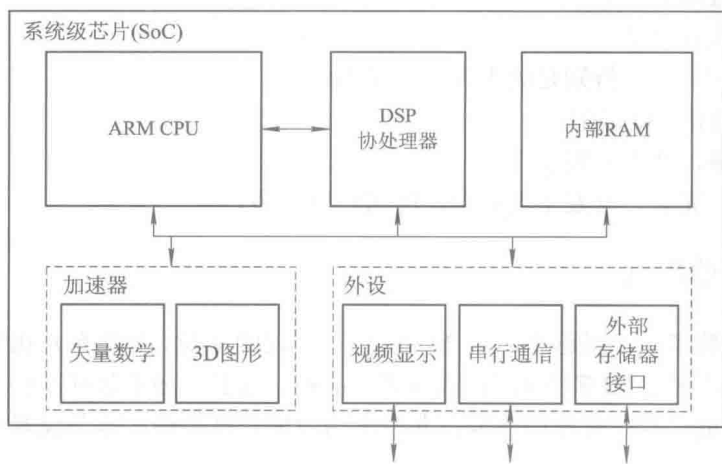 系统级芯片(SoC)
ARM CPU
DSP
协处理器
内部RAM
加速器
矢量数学
3D图形
外设
视频显示
串行通信
外部
存储器
接口